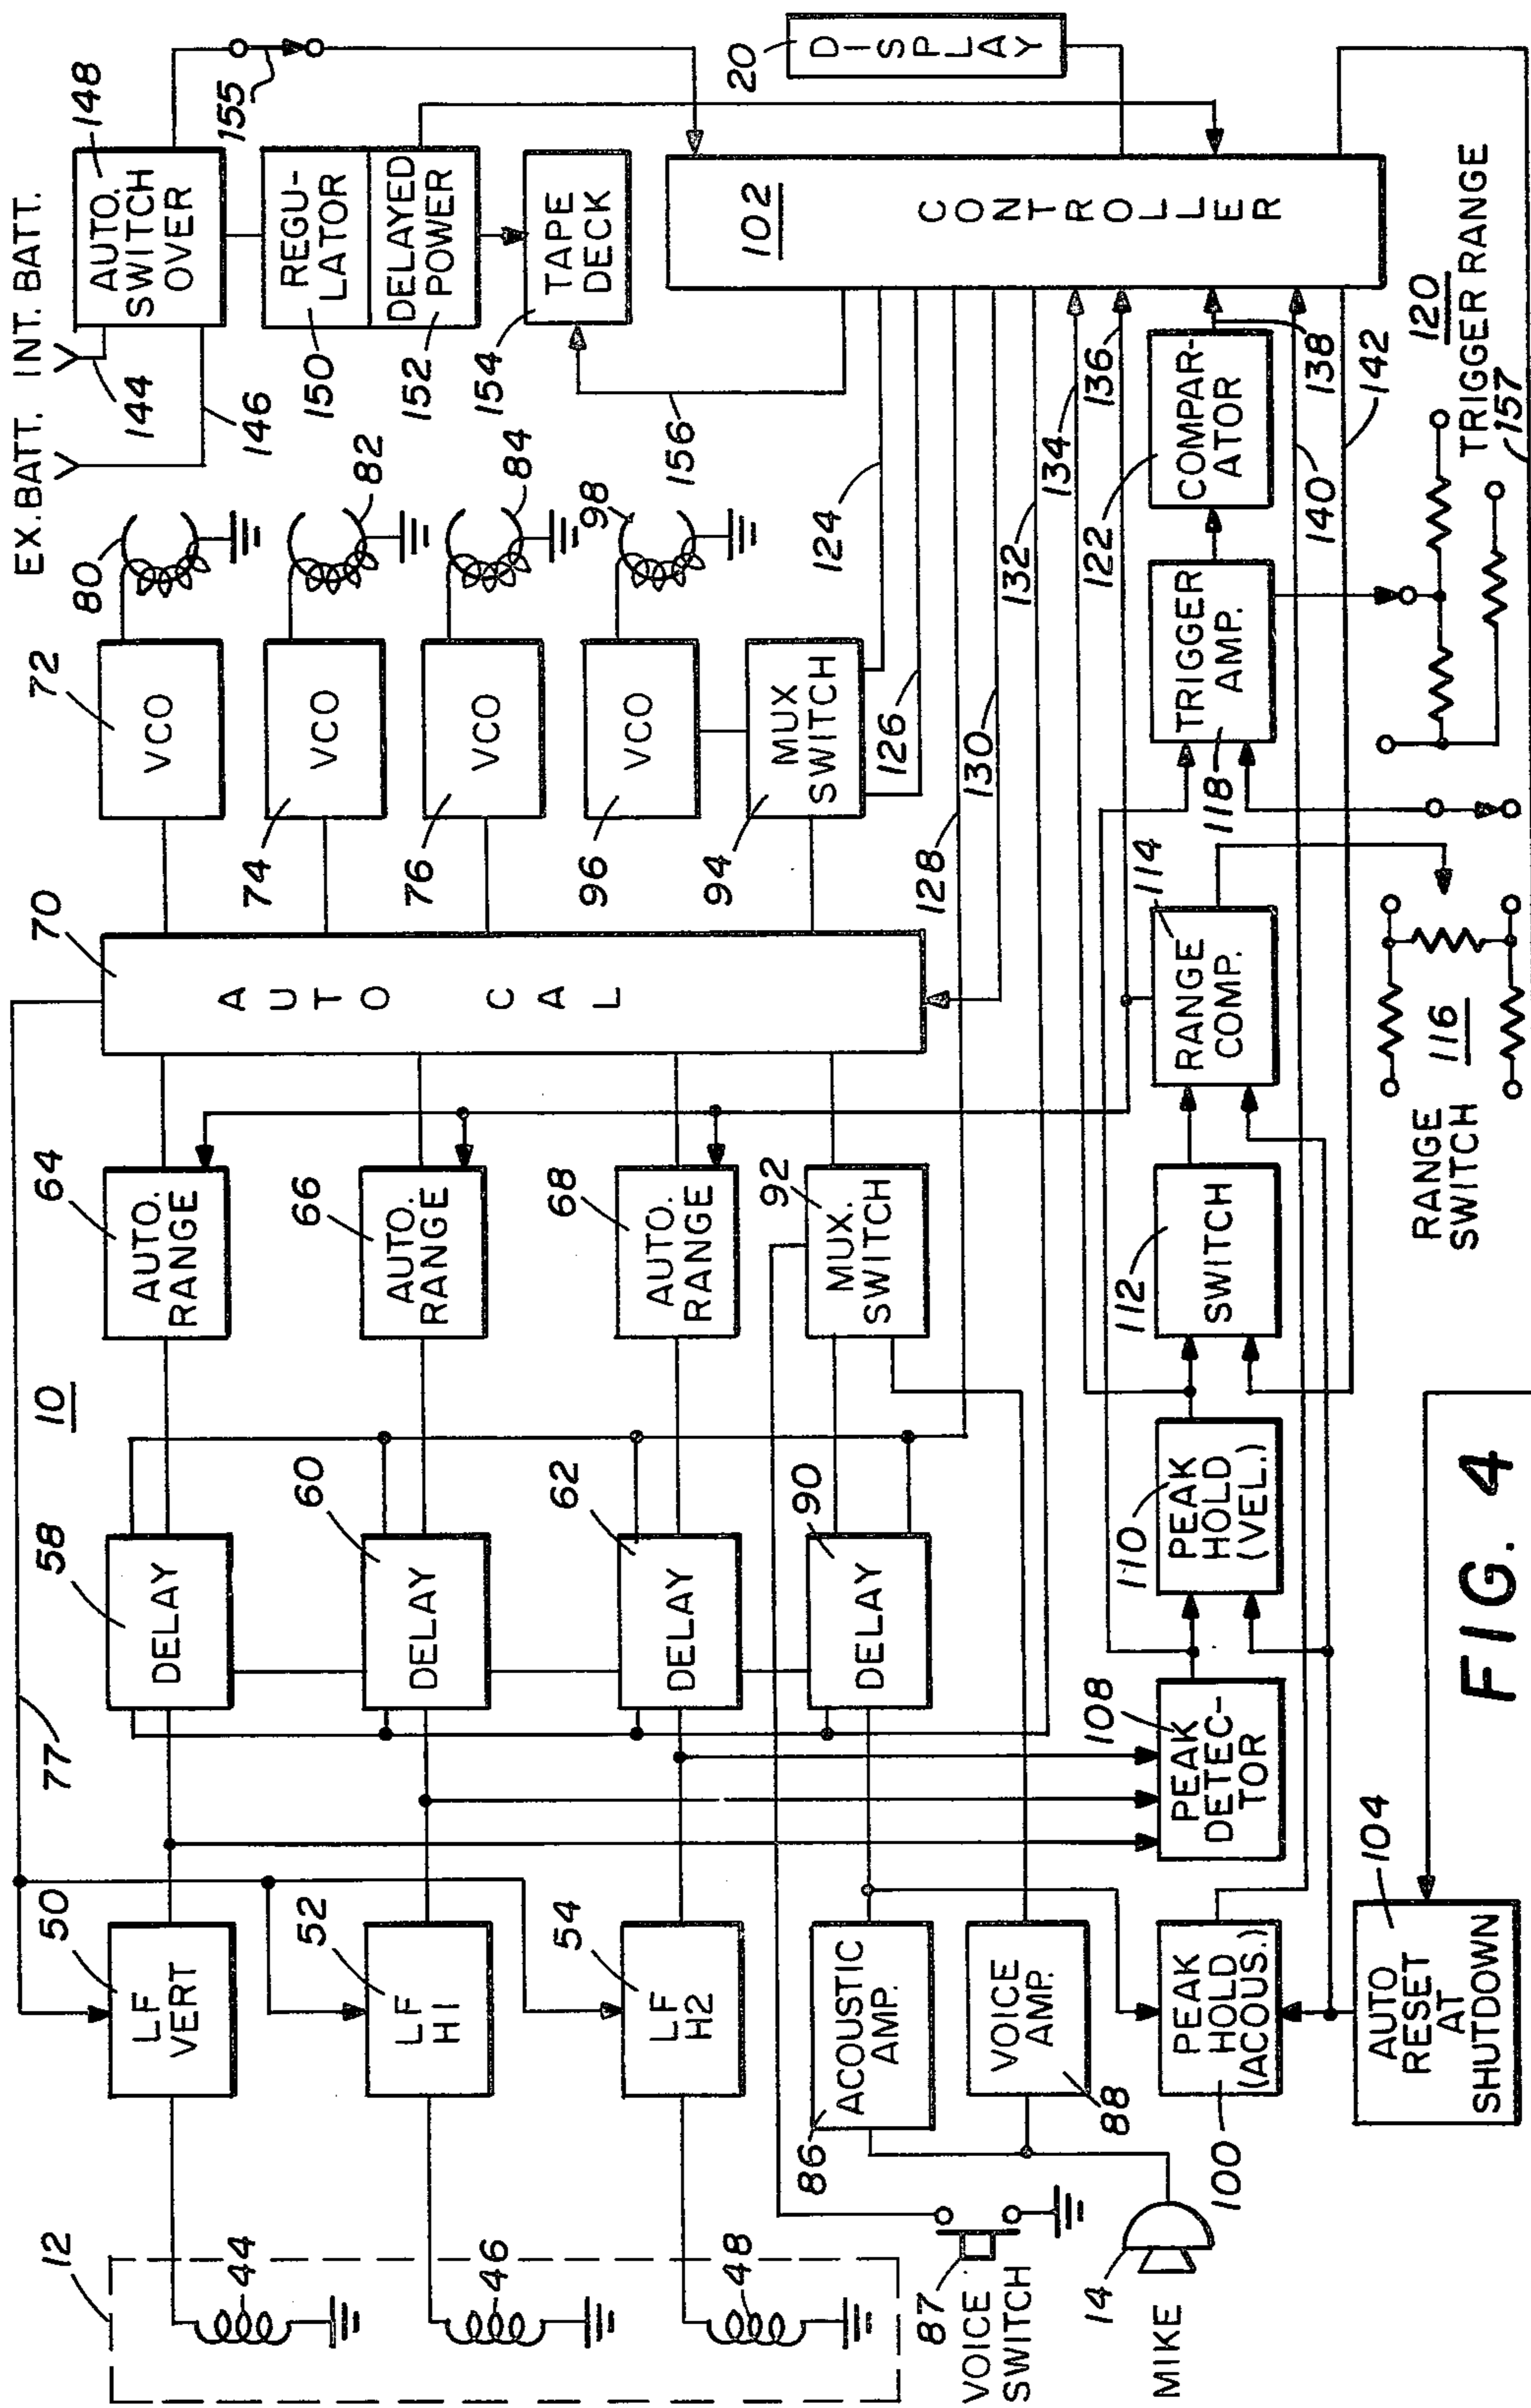 12
44
46
48
50
LF
VERT
52
LF
H1
54
LF
H2
77
58
DELAY
60
DELAY
62
DELAY
90
DELAY
10
64
AUTO.
RANGE
66
AUTO.
RANGE
68
AUTO.
RANGE
92
MUX.
SWITCH
70
AUTO CAL
72
VCO
74
VCO
76
VCO
96
VCO
94
MUX
SWITCH
80
82
84
98
EX.BATT. INT. BATT.
144
146
148
AUTO.
SWITCH
OVER
155
150
REGU-
LATOR
152
DELAYED
POWER
154
TAPE
DECK
156
20
DISPLAY
102
CONTROLLER
124
126
128
130
132
134
136
138
140
142
87
VOICE
SWITCH
14
MIKE
86
ACOUSTIC
AMP.
88
VOICE
AMP.
100
PEAK
HOLD
(ACOUS.)
104
AUTO
RESET
AT
SHUTDOWN
108
PEAK
DETEC-
TOR
110
PEAK
HOLD
(VEL.)
112
SWITCH
114
RANGE
COMP.
116
RANGE
SWITCH
118
TRIGGER
AMP.
122
COMPAR-
ATOR
120
TRIGGER RANGE
157
FIG. 4